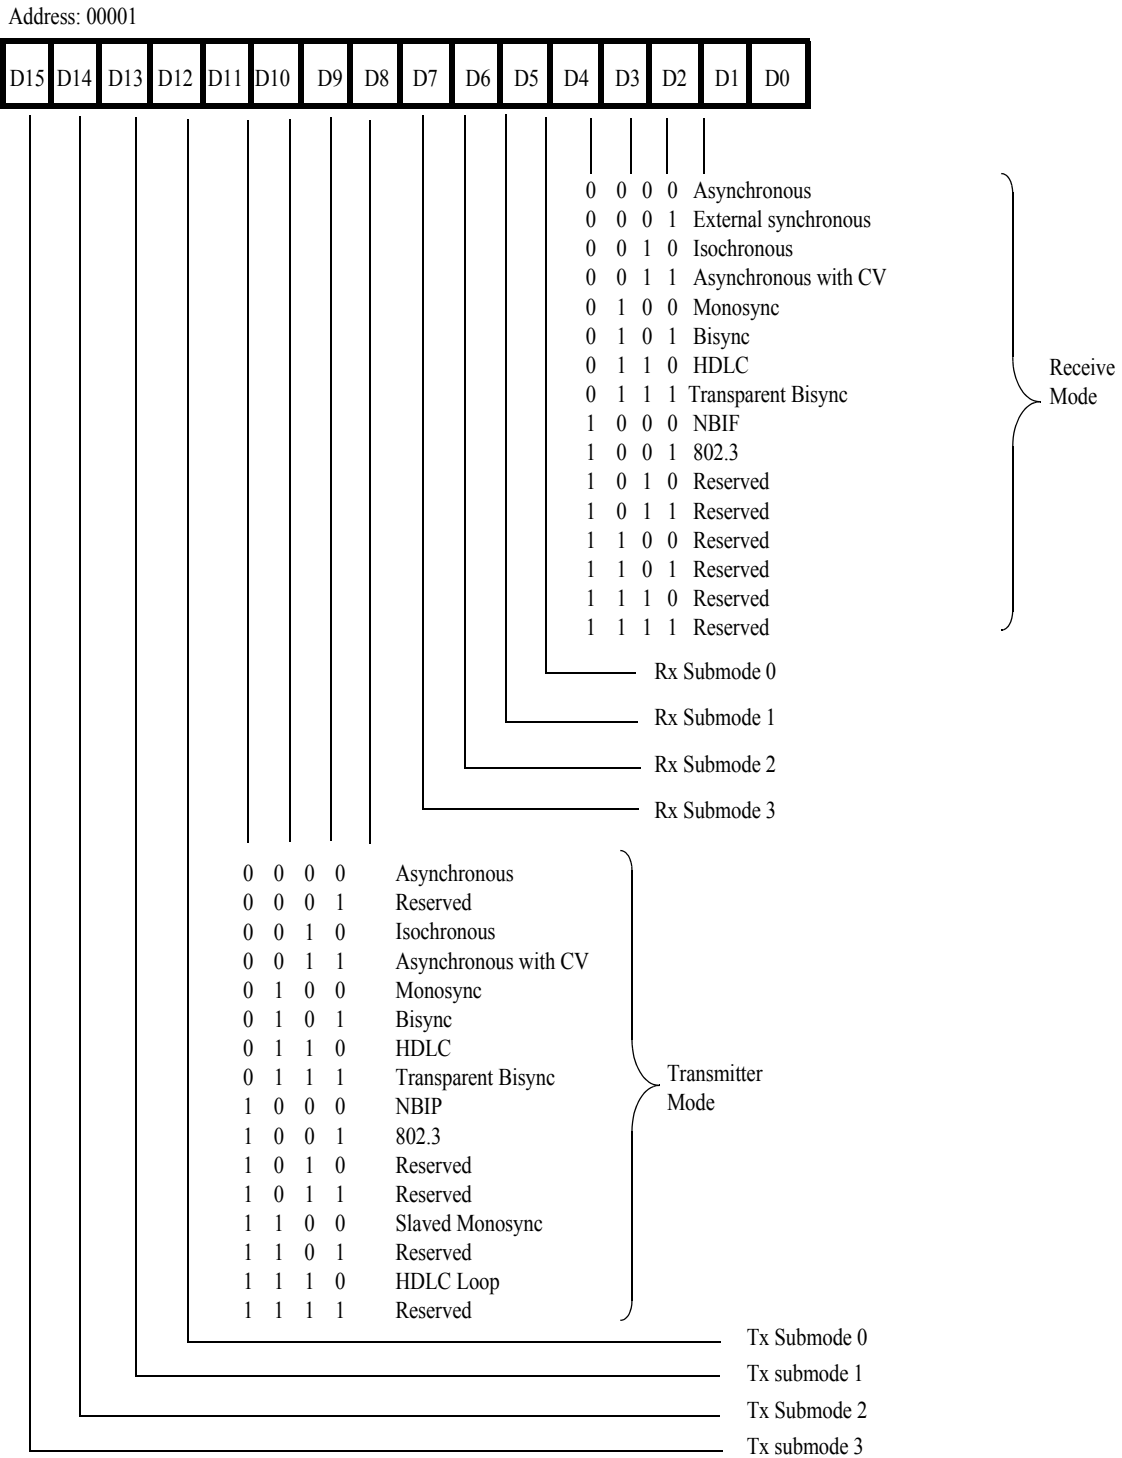 Address: 00001
D15 D14 D13 D12 D11 D10 D9 D8 D7 D6 D5 D4 D3 D2 D1 D0
0 0 0 0 Asynchronous
0 0 0 1 External synchronous
0 0 1 0 Isochronous
0 0 1 1 Asynchronous with CV
0 1 0 0 Monosync
0 1 0 1 Bisync
0 1 1 0 HDLC
0 1 1 1 Transparent Bisync
1 0 0 0 NBIF
1 0 0 1 802.3
1 0 1 0 Reserved
1 0 1 1 Reserved
1 1 0 0 Reserved
1 1 0 1 Reserved
1 1 1 0 Reserved
1 1 1 1 Reserved
Receive
Mode
Rx Submode 0
Rx Submode 1
Rx Submode 2
Rx Submode 3
0 0 0 0 Asynchronous
0 0 0 1 Reserved
0 0 1 0 Isochronous
0 0 1 1 Asynchronous with CV
0 1 0 0 Monosync
0 1 0 1 Bisync
0 1 1 0 HDLC
0 1 1 1 Transparent Bisync
1 0 0 0 NBIP
1 0 0 1 802.3
1 0 1 0 Reserved
1 0 1 1 Reserved
1 1 0 0 Slaved Monosync
1 1 0 1 Reserved
1 1 1 0 HDLC Loop
1 1 1 1 Reserved
Transmitter
Mode
Tx Submode 0
Tx submode 1
Tx Submode 2
Tx submode 3